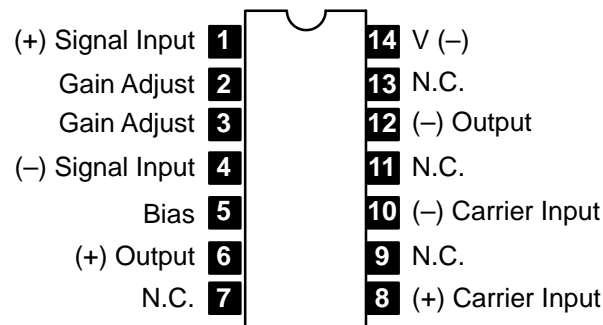 (+) Signal Input 1
Gain Adjust 2
Gain Adjust 3
(–) Signal Input 4
Bias 5
(+) Output 6
N.C. 7
14 V (–)
13 N.C.
12 (–) Output
11 N.C.
10 (–) Carrier Input
9 N.C.
8 (+) Carrier Input